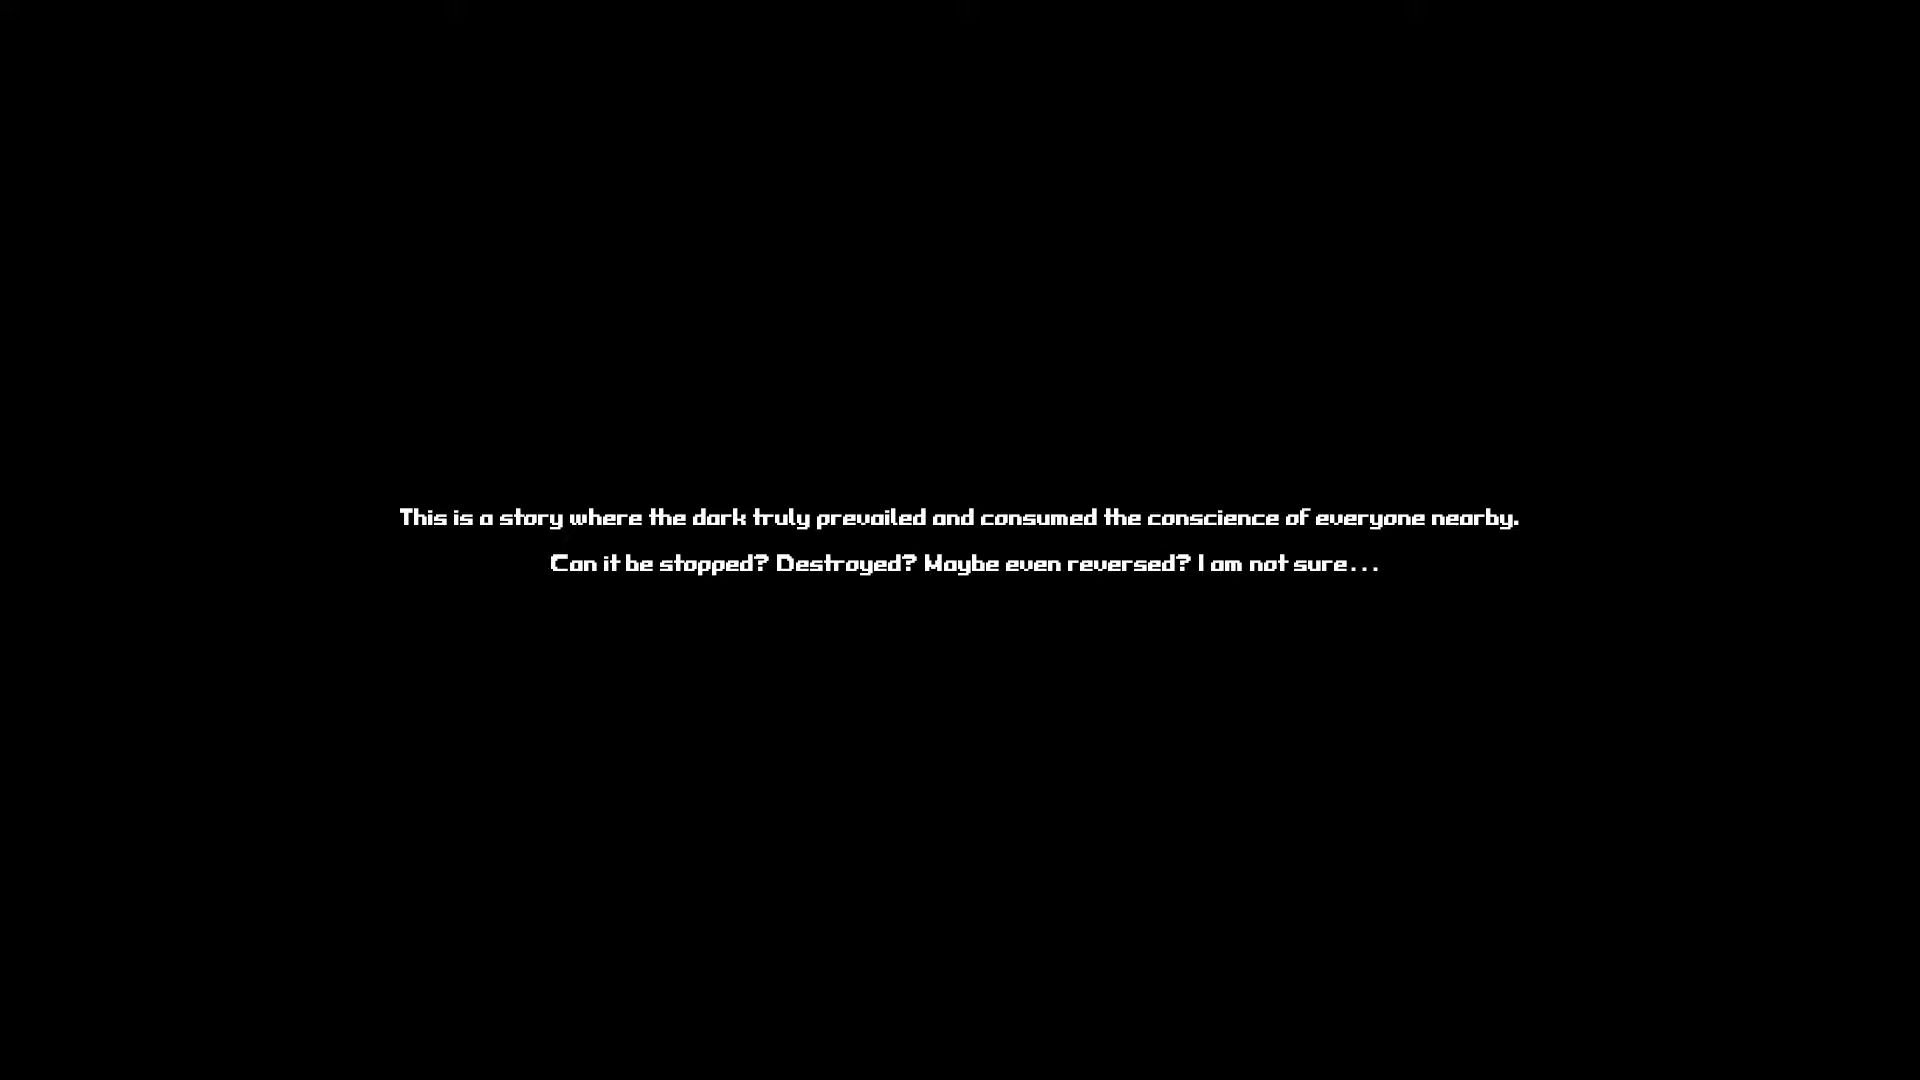 This is a story where the dark truly prevailed and consumed the conscience of everyone nearby.
Can it be stopped? Destroyed? Maybe even reversed? I am not sure...